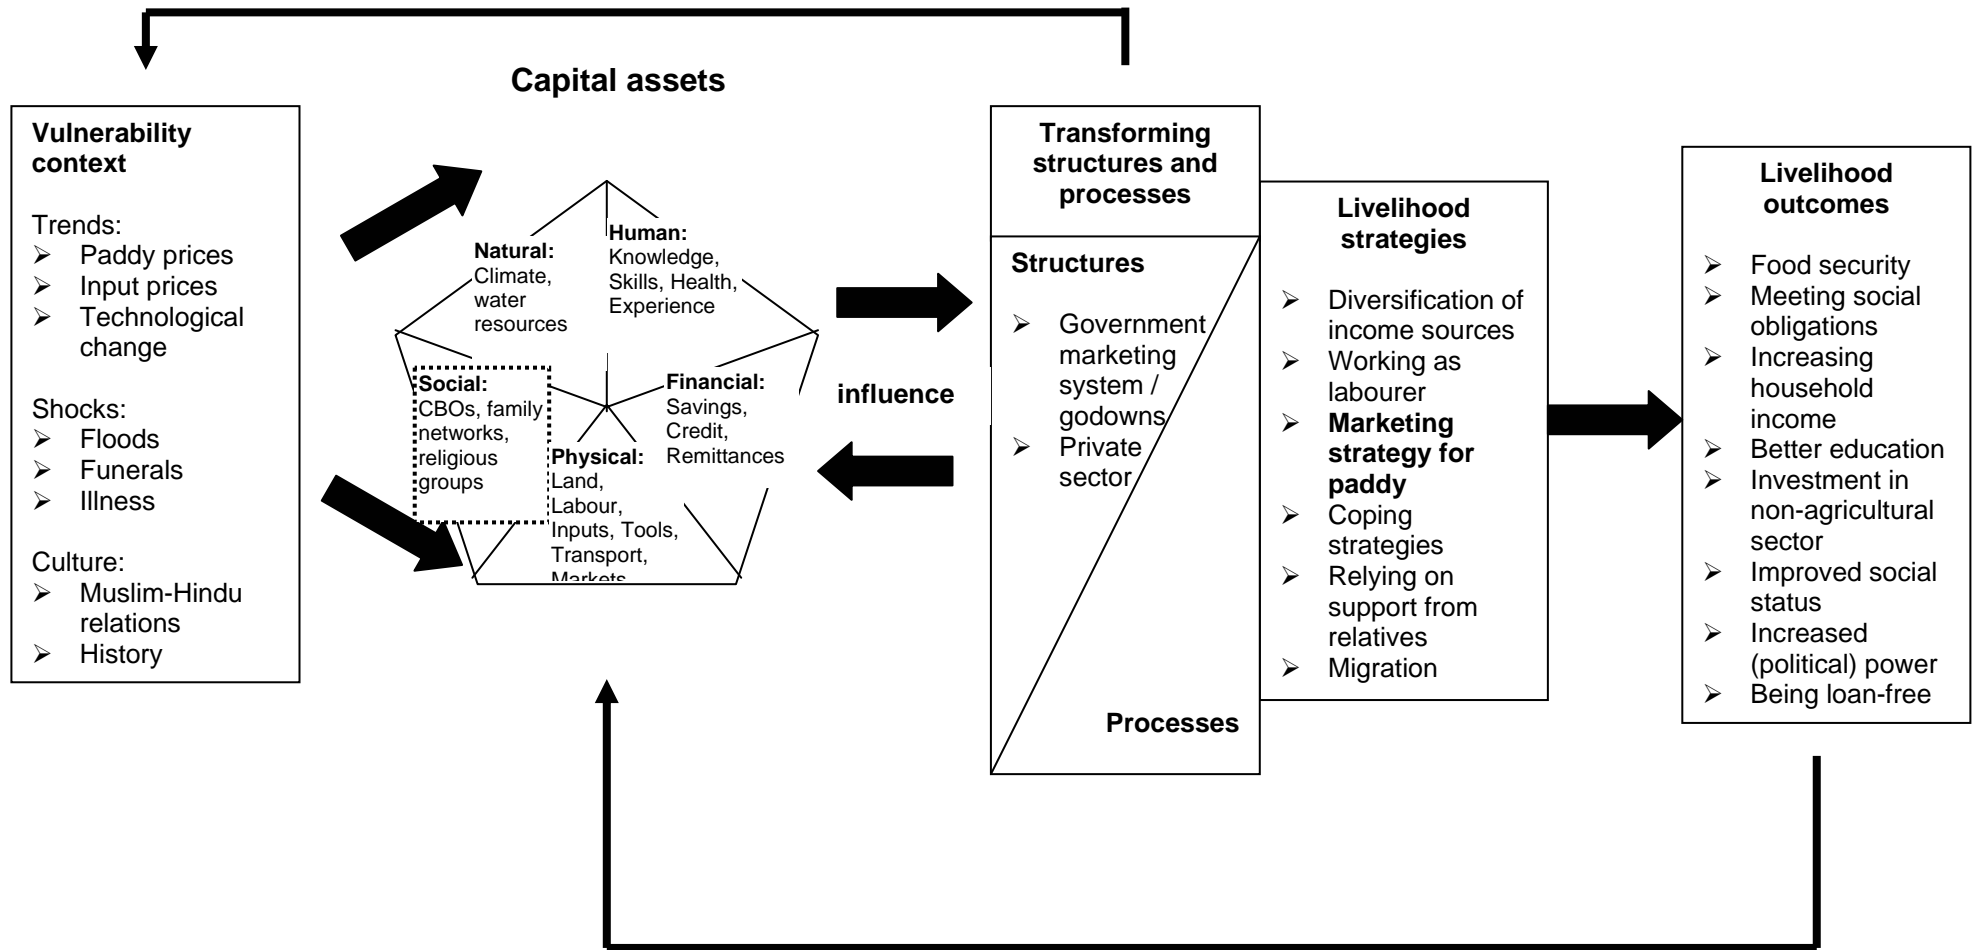 Capital assets
Vulnerability
context
Trends:
➢ Paddy prices
➢ Input prices
➢ Technological
change
Shocks:
➢ Floods
➢ Funerals
➢ Illness
Culture:
➢ Muslim-Hindu
relations
➢ History
Natural:
Climate,
water
resources
Human:
Knowledge,
Skills, Health,
Experience
Social:
CBOs, family
networks,
religious
groups
Financial:
Savings,
Credit,
Remittances
Physical:
Land,
Labour,
Inputs, Tools,
Transport,
Markets
influence
Transforming
structures and
processes
Structures
➢ Government
marketing
system /
godowns
➢ Private
sector
Processes
Livelihood
strategies
➢ Diversification of
income sources
➢ Working as
labourer
➢ Marketing
strategy for
paddy
➢ Coping
strategies
➢ Relying on
support from
relatives
➢ Migration
Livelihood
outcomes
➢ Food security
➢ Meeting social
obligations
➢ Increasing
household
income
➢ Better education
➢ Investment in
non-agricultural
sector
➢ Improved social
status
➢ Increased
(political) power
➢ Being loan-free